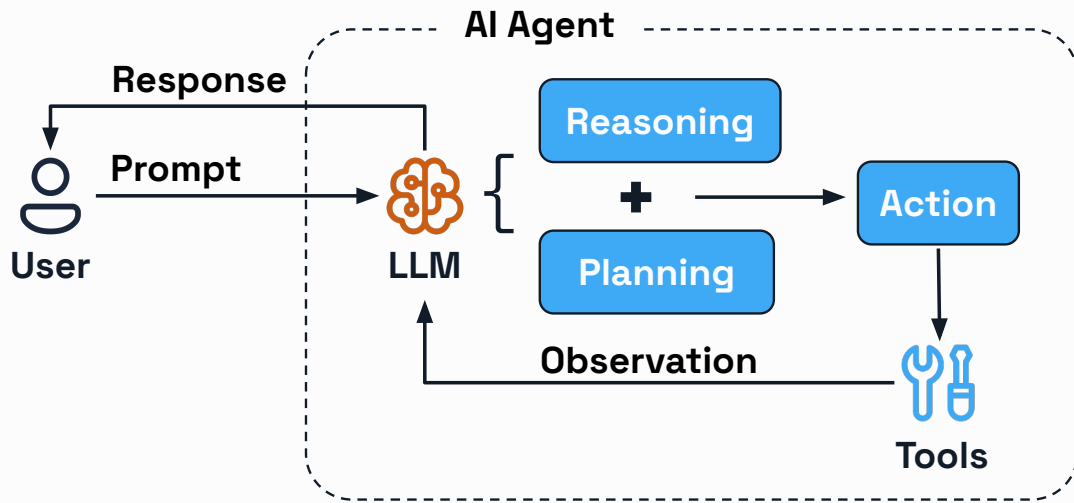 AI Agent
Response
Reasoning
Prompt
+
Action
User
LLM
Planning
Observation
Tools